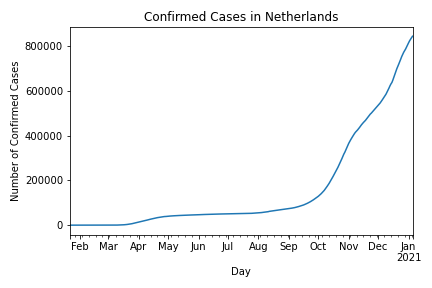 Confirmed Cases in Netherlands
Number of Confirmed Cases
800000
600000
400000
200000
0
Feb Mar Apr May Jun Jul Aug Sep Oct Nov Dec Jan
2021
Day